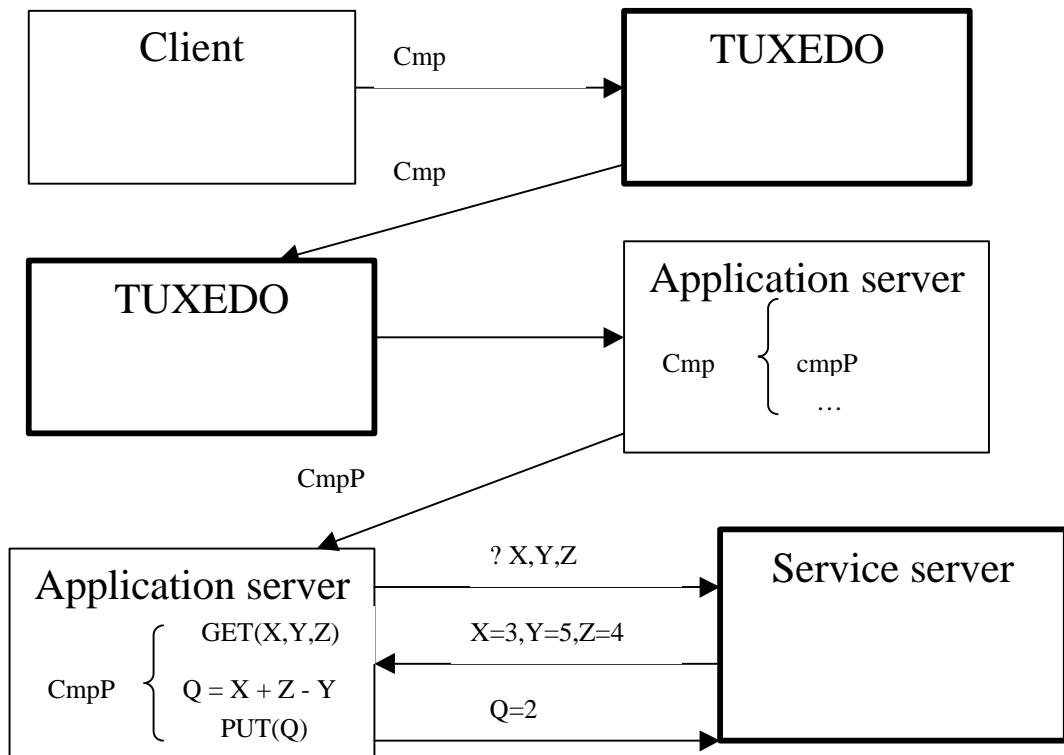 Client
Cmp
TUXEDO
Cmp
TUXEDO
Application server
Cmp
cmpP
…
CmpP
Application server
GET(X,Y,Z)
CmpP
Q = X + Z - Y
PUT(Q)
? X,Y,Z
X=3,Y=5,Z=4
Q=2
Service server